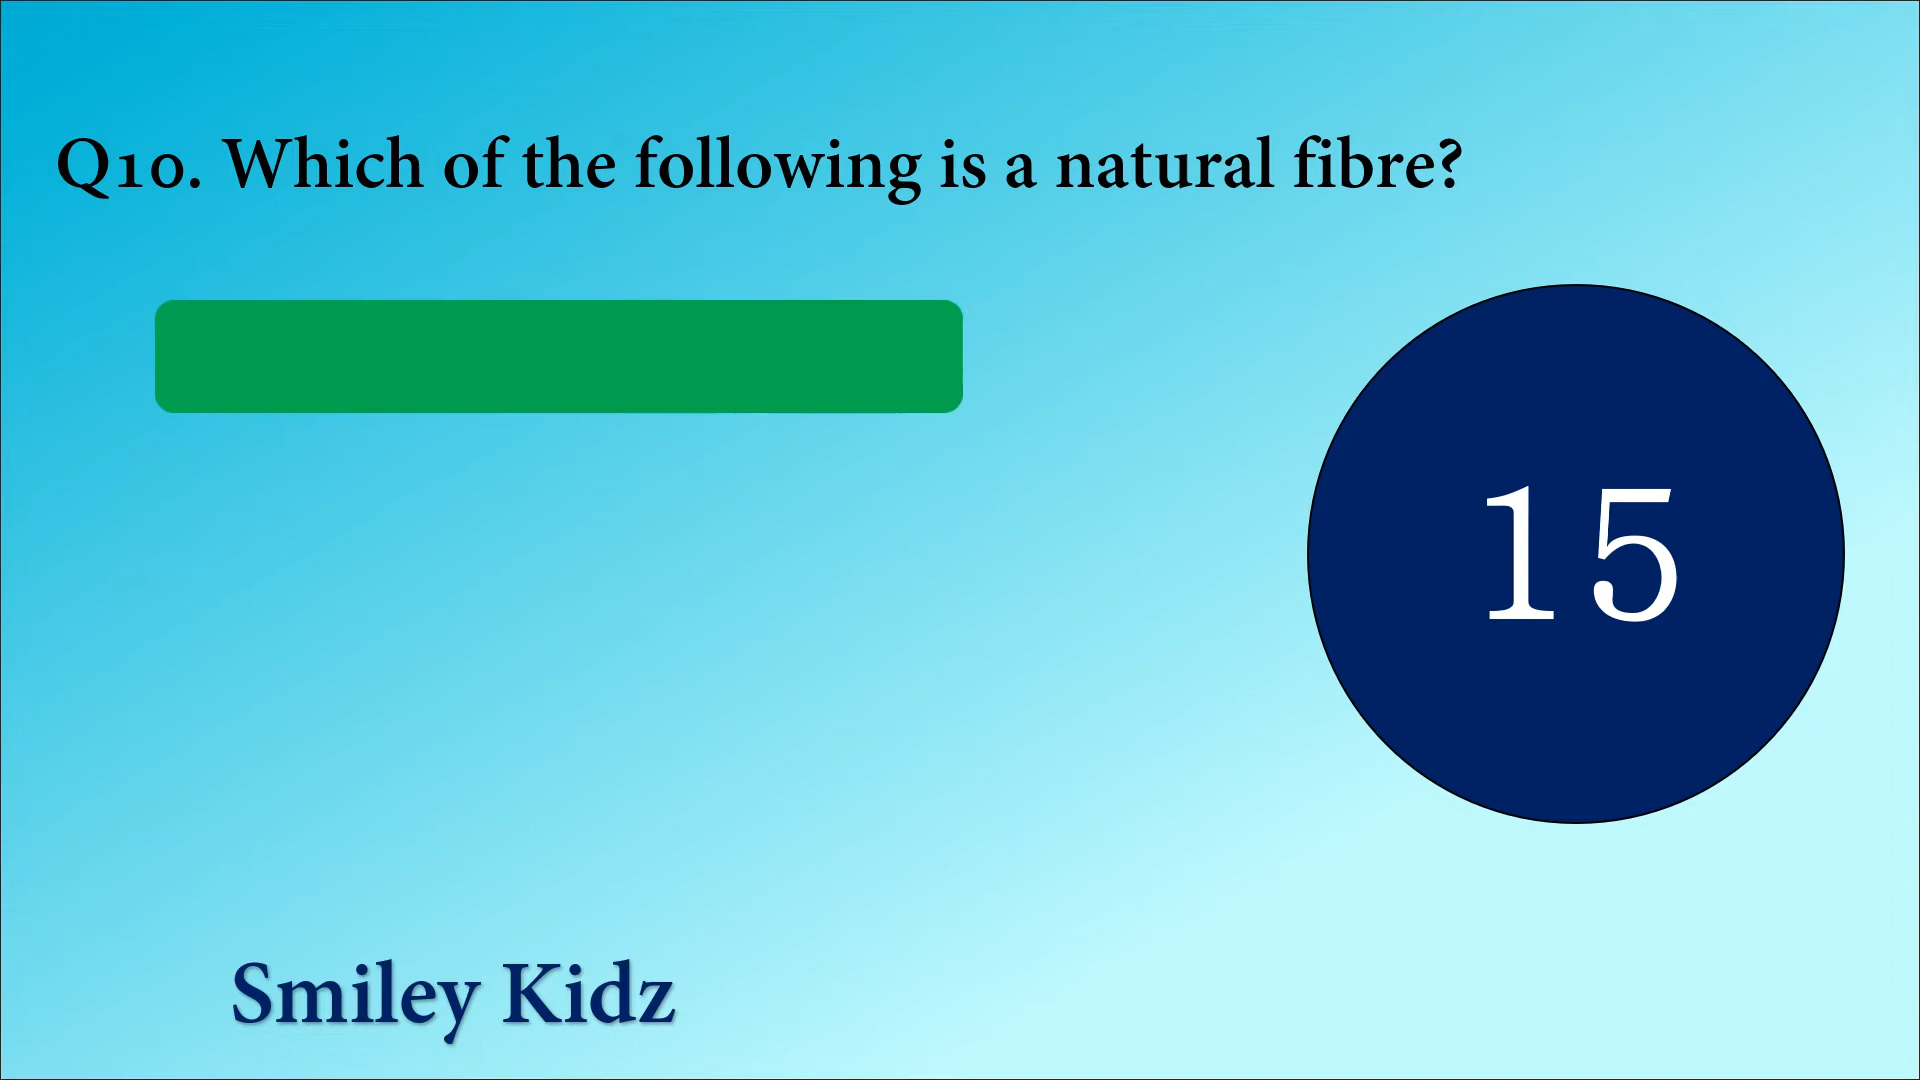 Q10. Which of the following is a natural fibre?
15
Smiley Kidz